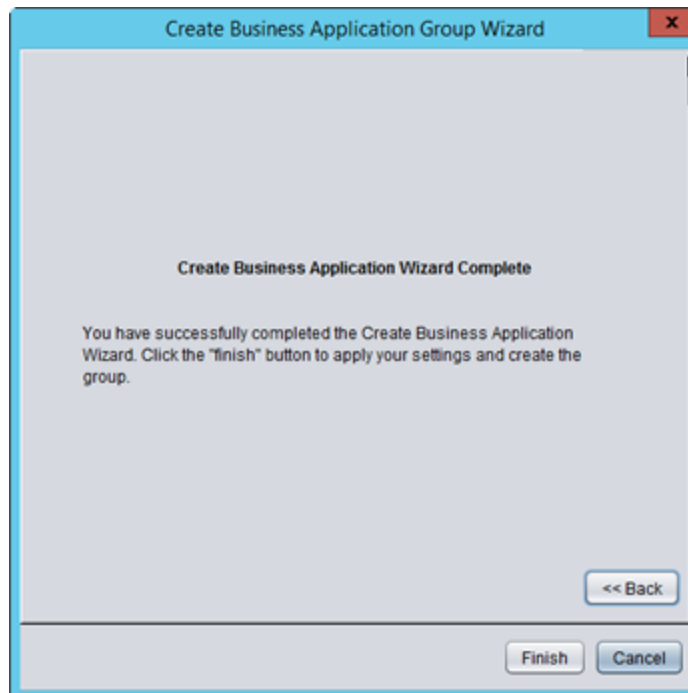 Create Business Application Group Wizard
x
Create Business Application Wizard Complete
You have successfully completed the Create Business Application
Wizard. Click the "finish" button to apply your settings and create the
group.
<< Back
Finish
Cancel